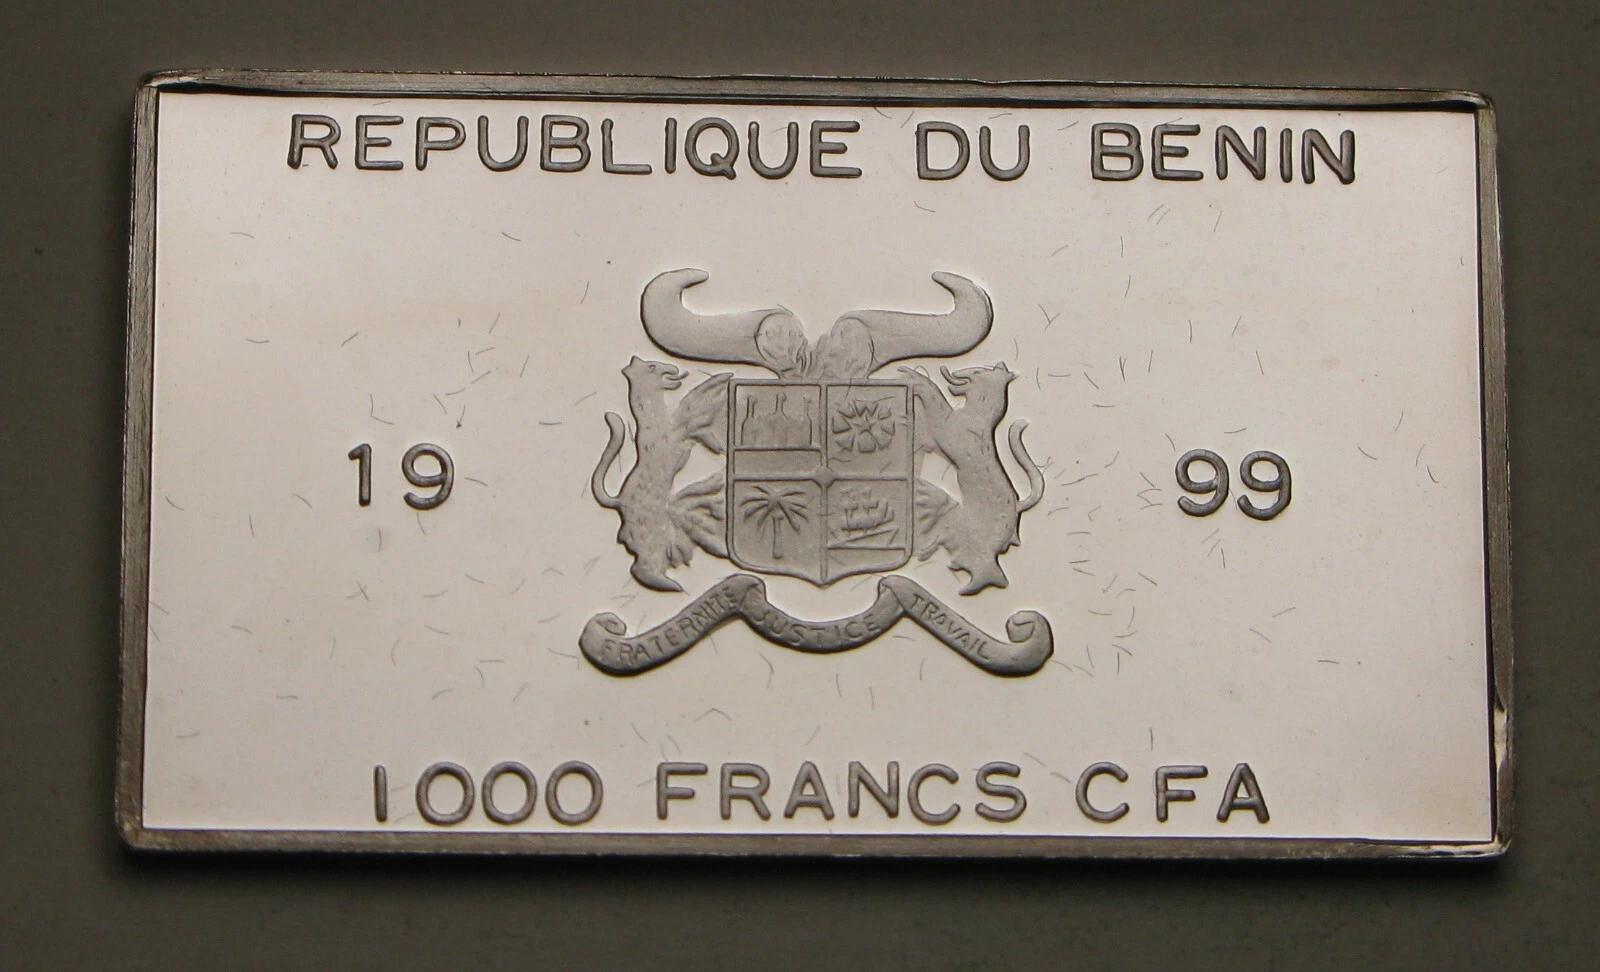 REPUBLIQUE DU BENIN
19 99
FRATERNITE JUSTICE TRAVAIL
1000 FRANCS CFA